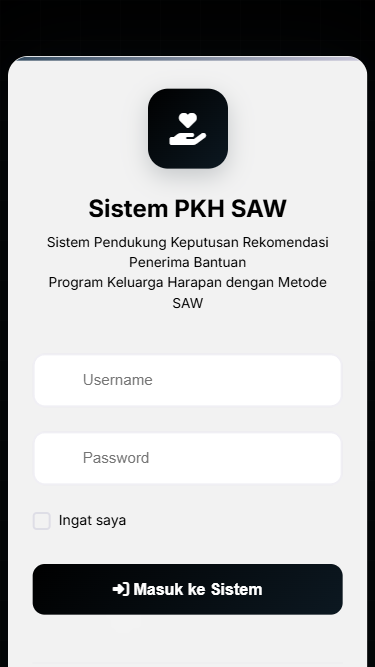 Sistem PKH SAW
Sistem Pendukung Keputusan Rekomendasi
Penerima Bantuan
Program Keluarga Harapan dengan Metode
SAW
Username
Password
Ingat saya
Masuk ke Sistem